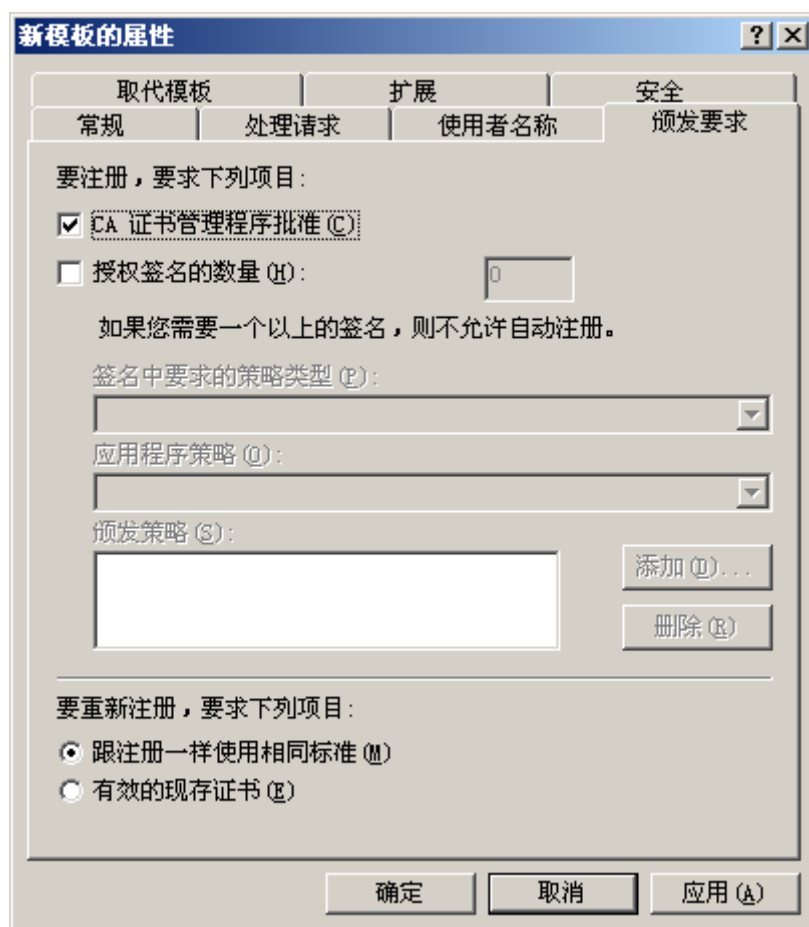 新模板的属性
取代模板 扩展 安全
常规 处理请求 使用者名称 颁发要求
要注册，要求下列项目:
CA 证书管理程序批准(C)
授权签名的数量(H): 0
如果您需要一个以上的签名，则不允许自动注册。
签名中要求的策略类型(P):
应用程序策略(O):
颁发策略(S):
添加(D)...
删除(R)
要重新注册，要求下列项目:
跟注册一样使用相同标准(M)
有效的现存证书(E)
确定 取消 应用(A)